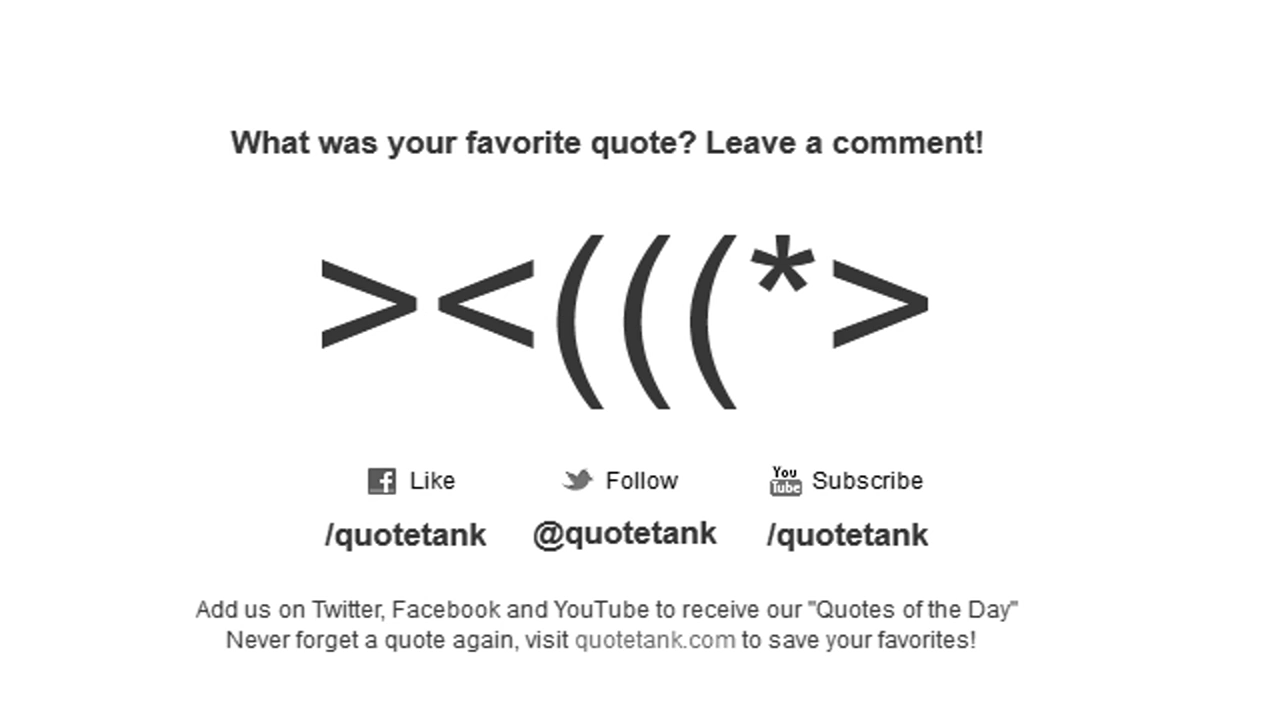 What was your favorite quote? Leave a comment!
><(((*>
f Like Follow You Tube Subscribe
/quotetank @quotetank /quotetank
Add us on Twitter, Facebook and YouTube to receive our "Quotes of the Day"
Never forget a quote again, visit quotetank.com to save your favorites!